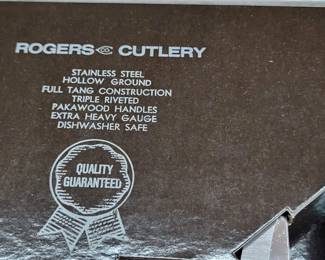 ROGERS CUTLERY
STAINLESS STEEL
HOLLOW GROUND
FULL TANG CONSTRUCTION
TRIPLE RIVETED
PAKAWOOD HANDLES
EXTRA HEAVY GAUGE
DISHWASHER SAFE
QUALITY
GUARANTEED